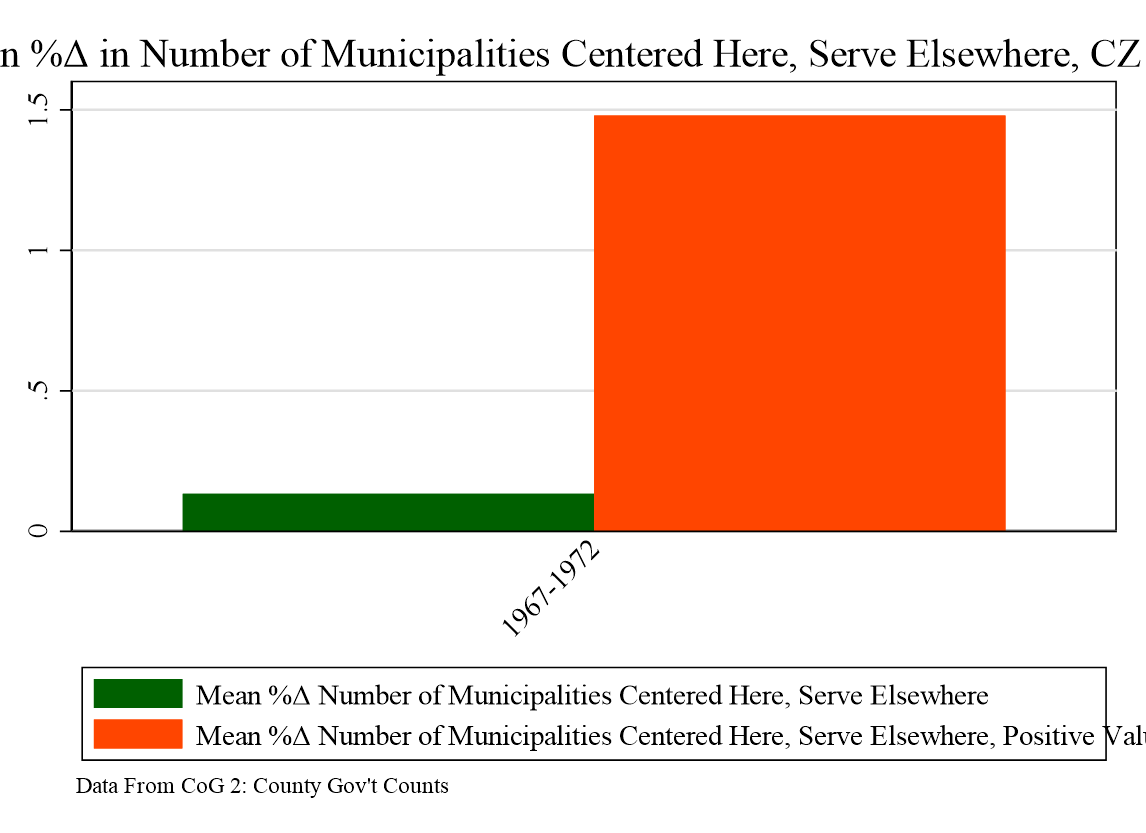 n %Δ in Number of Municipalities Centered Here, Serve Elsewhere, CZ
1.5
1
.5
0
1967-1972
Mean %Δ Number of Municipalities Centered Here, Serve Elsewhere
Mean %Δ Number of Municipalities Centered Here, Serve Elsewhere, Positive Val
Data From CoG 2: County Gov't Counts